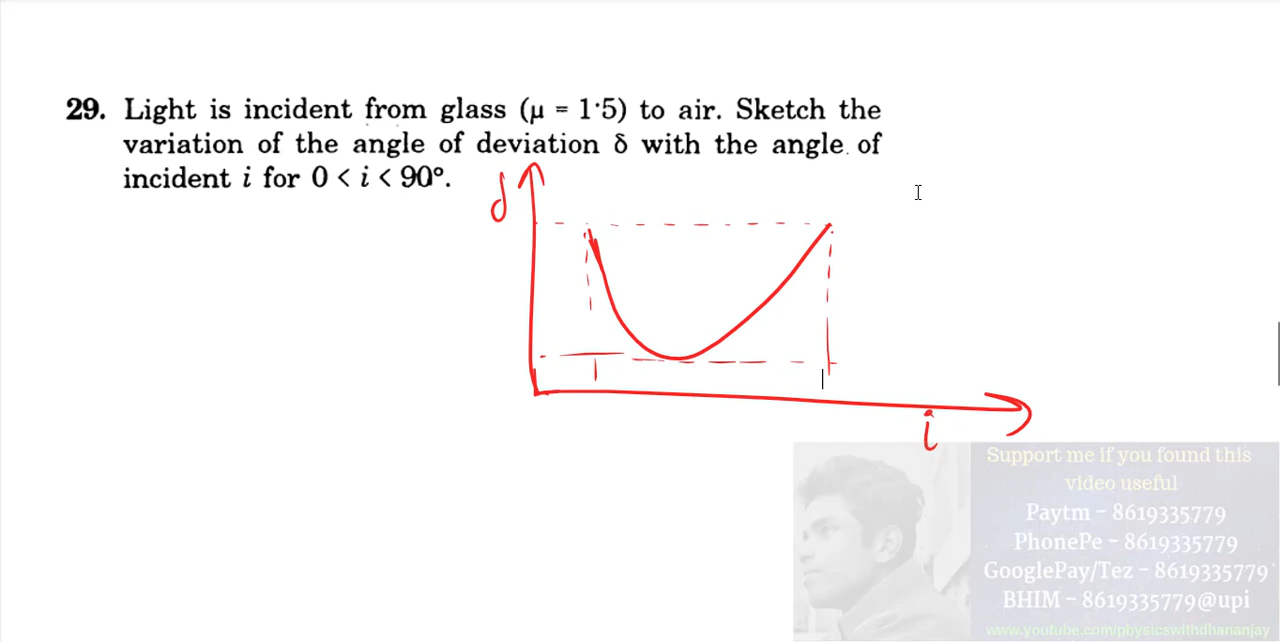 29. Light is incident from glass (μ = 1·5) to air. Sketch the
variation of the angle of deviation δ with the angle of
incident i for 0 < i < 90°.
δ
i
Support me if you found this
video useful
Paytm - 8619335779
PhonePe - 8619335779
GooglePay/Tez - 8619335779
BHIM - 8619335779@upi
www.youtube.com/physicswithdhananjay